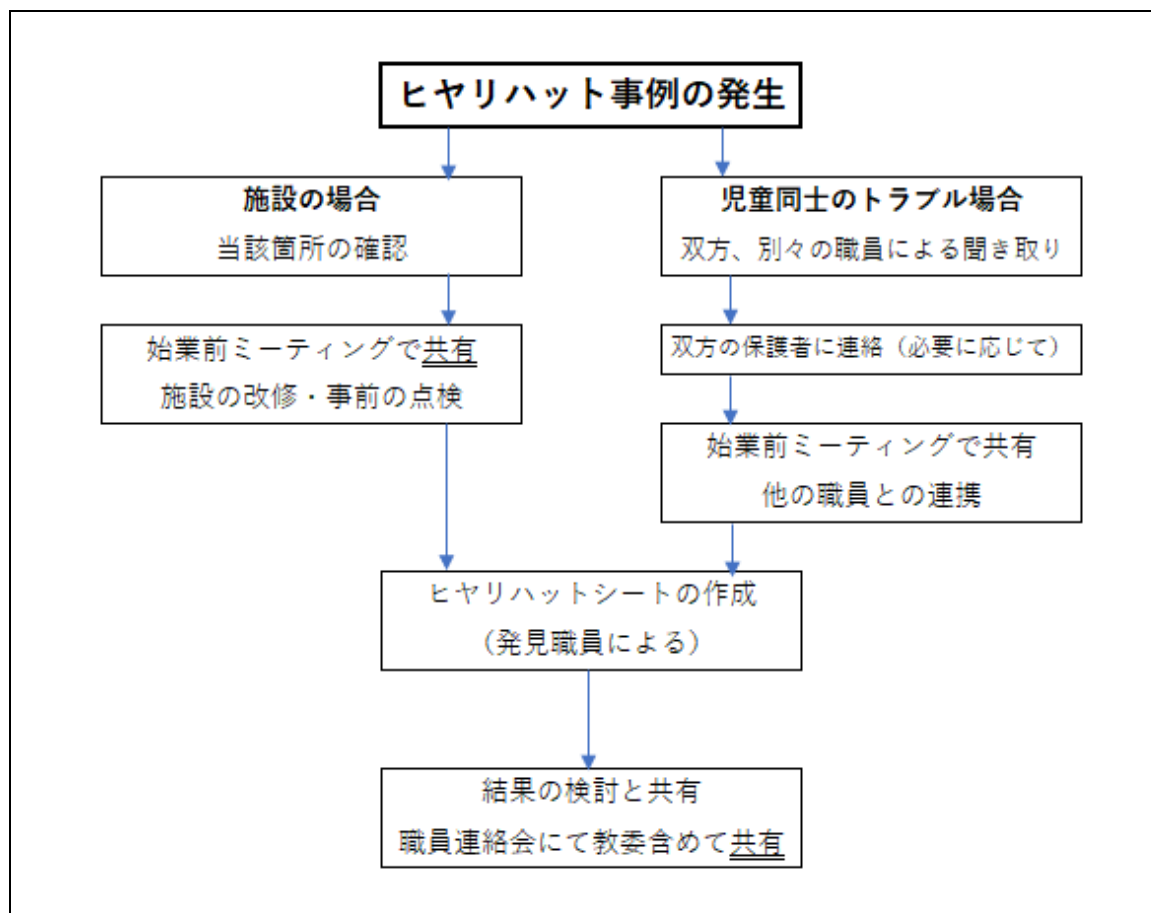 ヒヤリハット事例の発生
施設の場合
当該箇所の確認
児童同士のトラブル場合
双方、別々の職員による聞き取り
始業前ミーティングで共有
施設の改修・事前の点検
双方の保護者に連絡（必要に応じて）
始業前ミーティングで共有
他の職員との連携
ヒヤリハットシートの作成
（発見職員による）
結果の検討と共有
職員連絡会にて教委含めて共有